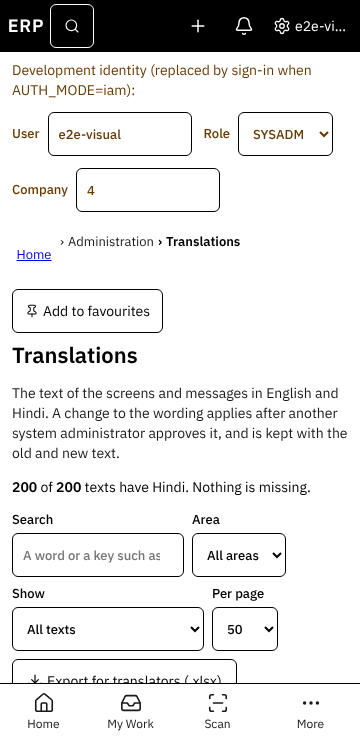 ERP
e2e-vi...
Development identity (replaced by sign-in when
AUTH_MODE=iam):
User e2e-visual Role SYSADM
Company 4
Home › Administration › Translations
Add to favourites
Translations
The text of the screens and messages in English and
Hindi. A change to the wording applies after another
system administrator approves it, and is kept with the
old and new text.
200 of 200 texts have Hindi. Nothing is missing.
Search Area
A word or a key such as All areas
Show Per page
All texts 50
Export for translators (.xlsx)
Home My Work Scan More